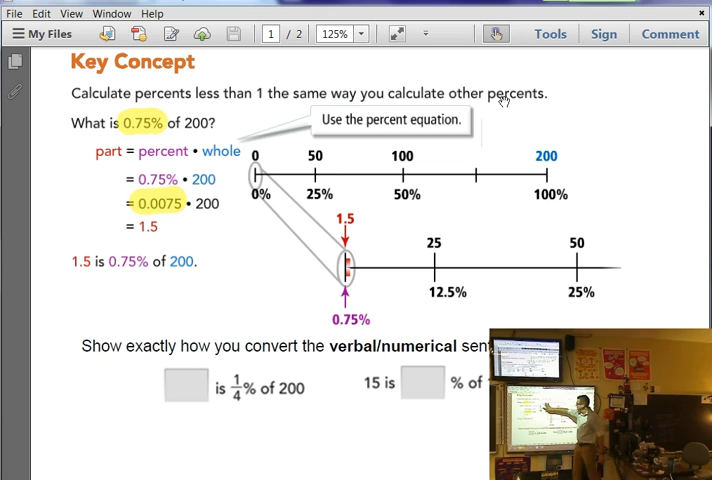 File Edit View Window Help ×
My Files 1 / 2 125% Tools Sign Comment
Key Concept
Calculate percents less than 1 the same way you calculate other percents.
What is 0.75% of 200?
Use the percent equation.
part = percent • whole
= 0.75% • 200
= 0.0075 • 200
= 1.5
1.5 is 0.75% of 200.
0 50 100 200
0% 25% 50% 100%
1.5 25 50
0.75% 12.5% 25%
Show exactly how you convert the verbal/numerical
is 1/4% of 200
15 is % of